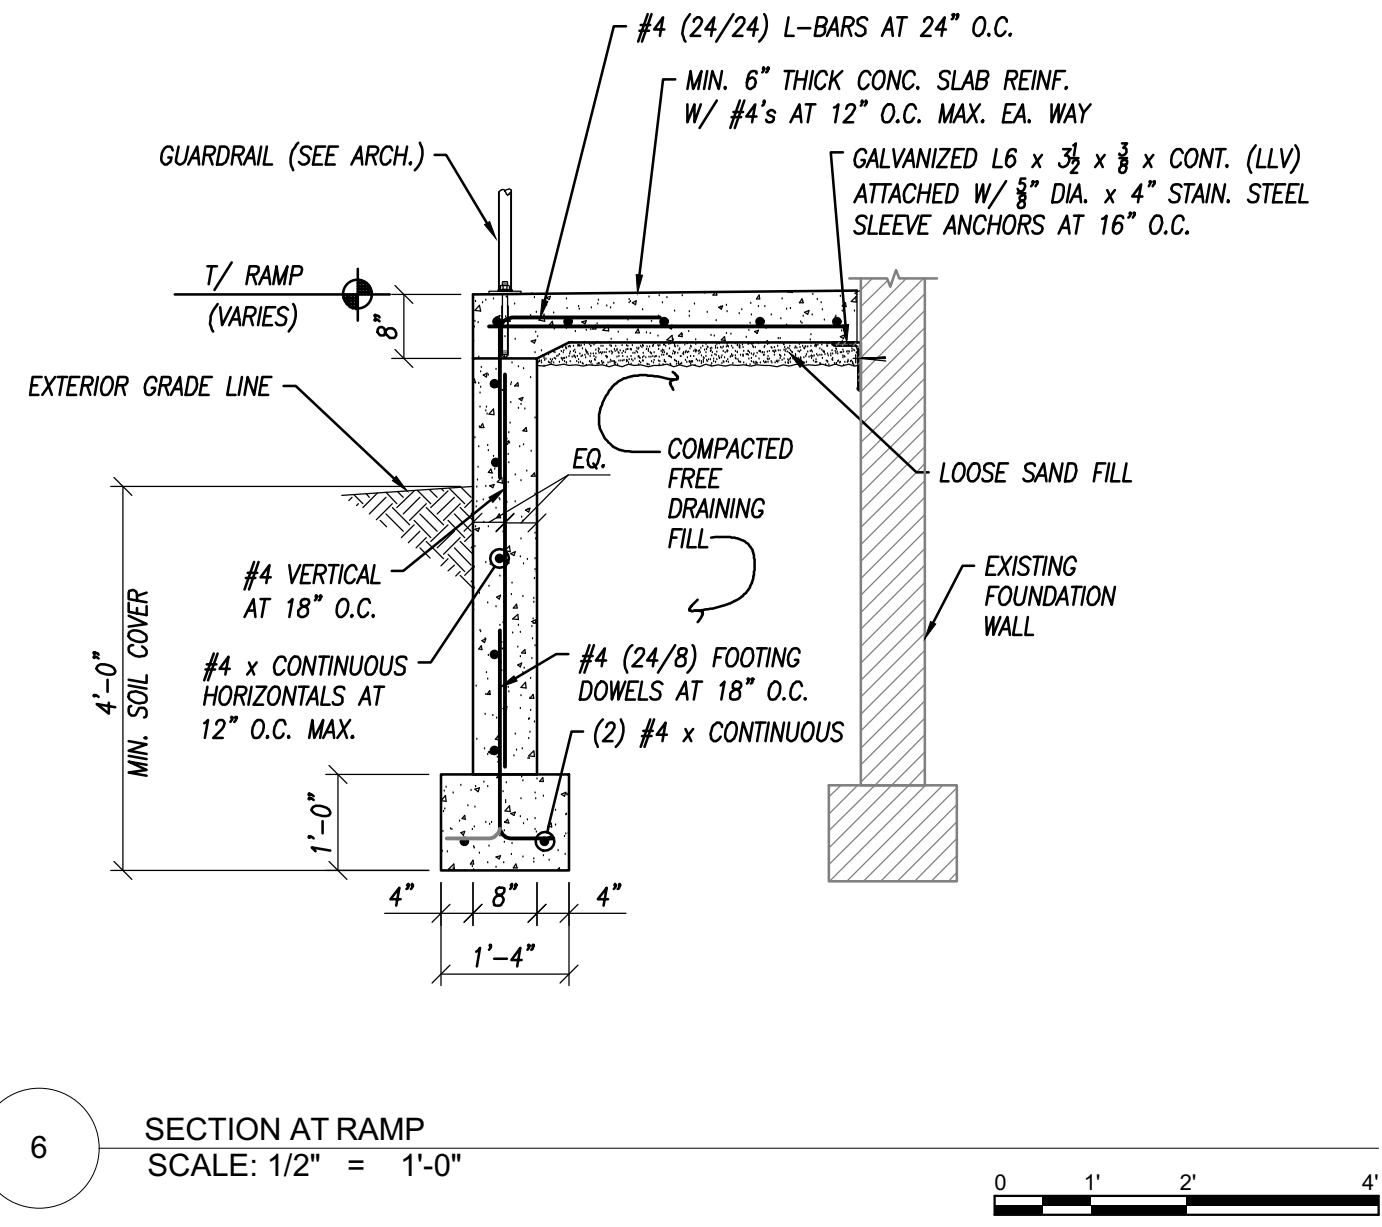 #4 (24/24) L-BARS AT 24" O.C.
MIN. 6" THICK CONC. SLAB REINF.
W/ #4's AT 12" O.C. MAX. EA. WAY
GUARDRAIL (SEE ARCH.)
GALVANIZED L6 x 3½ x ⅜ x CONT. (LLV)
ATTACHED W/ ⅝" DIA. x 4" STAIN. STEEL
SLEEVE ANCHORS AT 16" O.C.
T/ RAMP
(VARIES)
8"
EXTERIOR GRADE LINE
EQ.
COMPACTED
FREE
DRAINING
FILL
LOOSE SAND FILL
#4 VERTICAL
AT 18" O.C.
EXISTING
FOUNDATION
WALL
4'-0"
MIN. SOIL COVER
#4 x CONTINUOUS
HORIZONTALS AT
12" O.C. MAX.
#4 (24/8) FOOTING
DOWELS AT 18" O.C.
(2) #4 x CONTINUOUS
1'-0"
4" 8" 4"
1'-4"
6
SECTION AT RAMP
SCALE: 1/2" = 1'-0"
0 1' 2' 4'